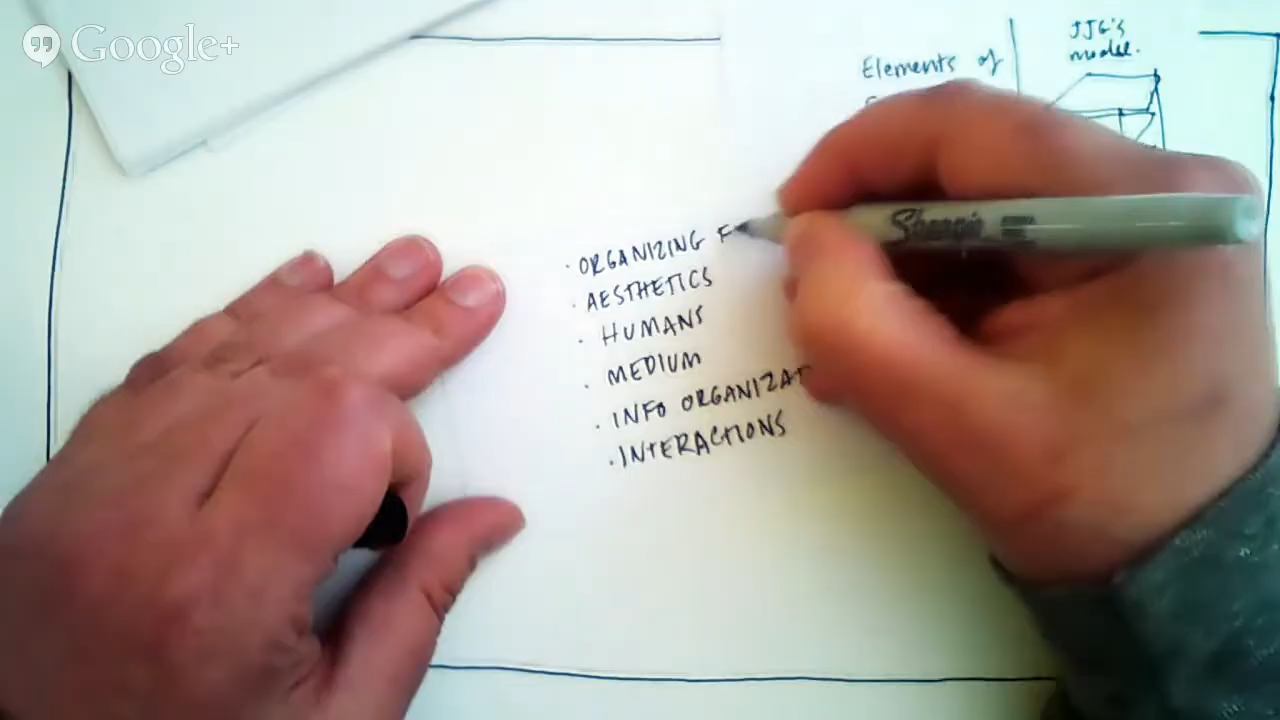 Google+
JJG's
model.
Elements of
Sharpie
· ORGANIZING F
· AESTHETICS
· HUMANS
· MEDIUM
· INFO ORGANIZAT
· INTERACTIONS